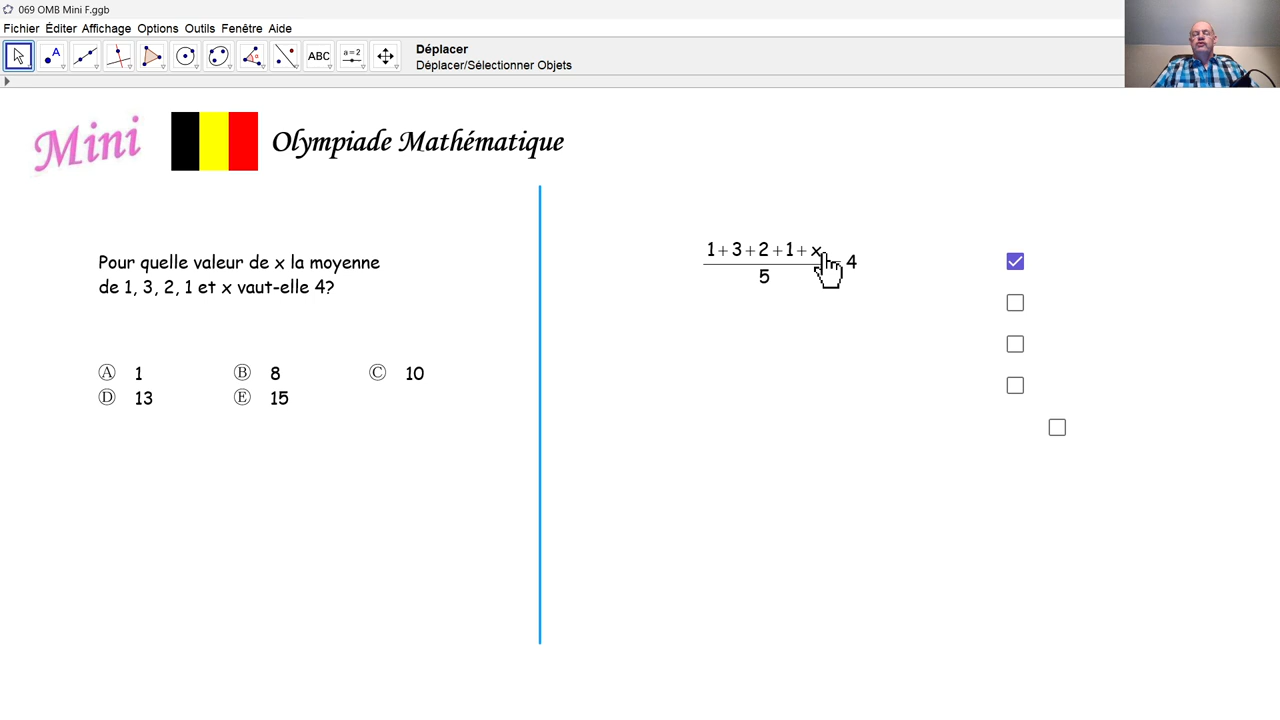 069 OMB Mini F.ggb
Fichier Éditer Affichage Options Outils Fenêtre Aide
A
ABC
a=2
Déplacer
Déplacer/Sélectionner Objets
Mini
Olympiade Mathématique
Pour quelle valeur de x la moyenne
de 1, 3, 2, 1 et x vaut-elle 4?
Ⓐ 1 Ⓑ 8 Ⓒ 10
Ⓓ 13 Ⓔ 15
1 + 3 + 2 + 1 + x
4
5